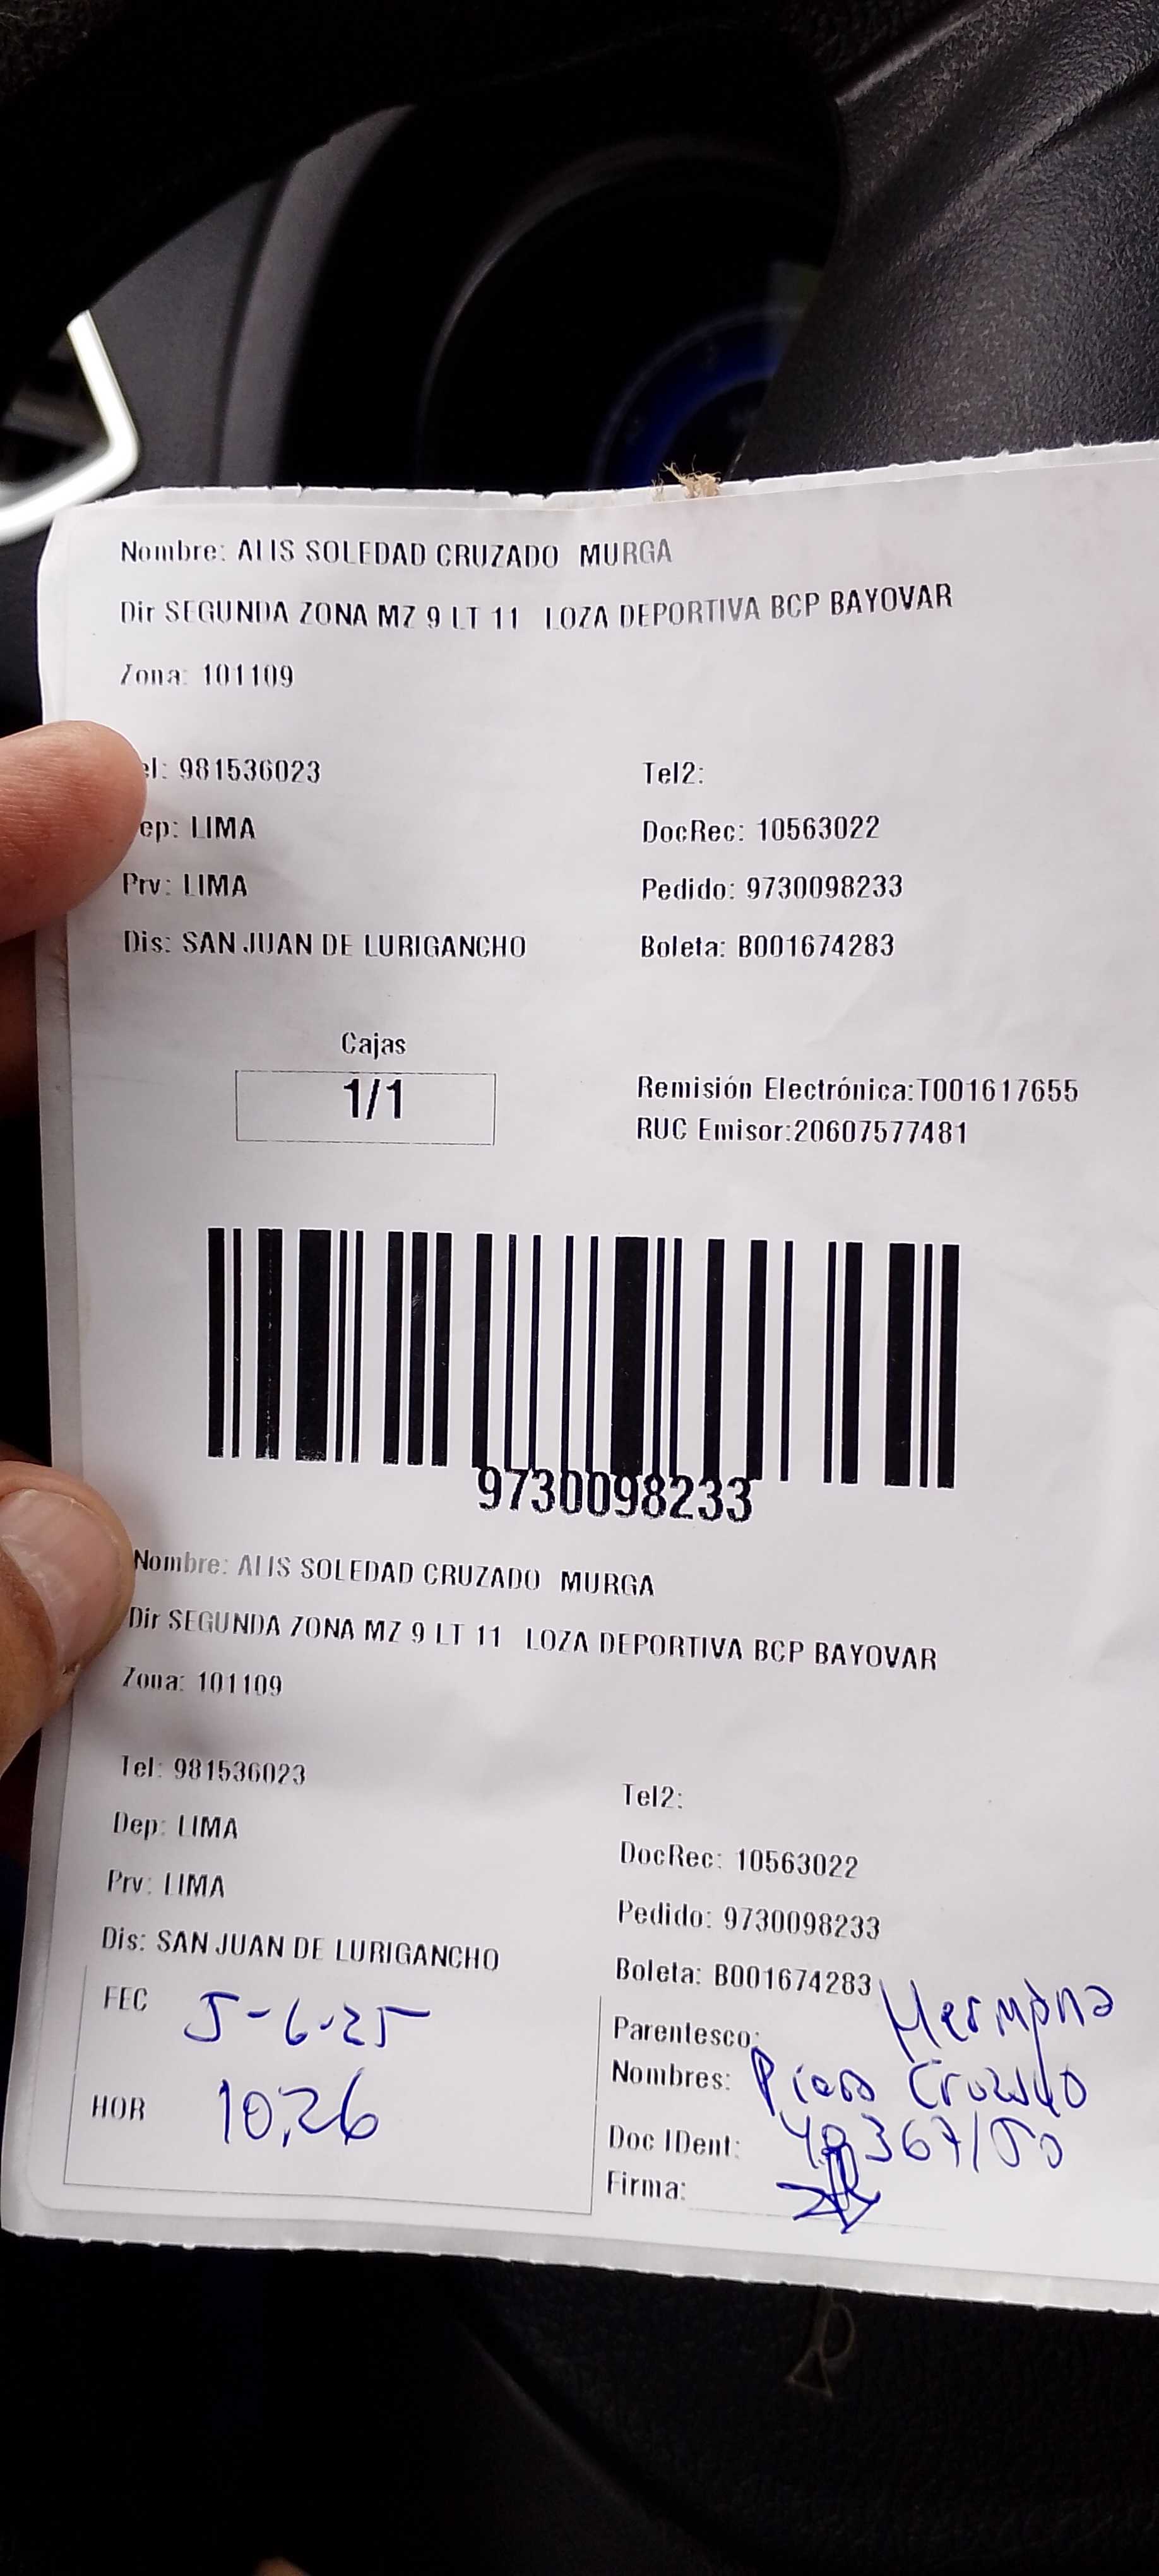 Nombre: ALIS SOLEDAD CRUZADO MURGA
Dir SEGUNDA ZONA MZ 9 LT 11 LOZA DEPORTIVA BCP BAYOVAR
Zona: 101109
el: 981536023 Tel2:
ep: LIMA DocRec: 10563022
Prv: LIMA Pedido: 9730098233
Dis: SAN JUAN DE LURIGANCHO Boleta: B001674283
Cajas
1/1
Remisión Electrónica:T001617655
RUC Emisor:20607577481
9730098233
Nombre: ALIS SOLEDAD CRUZADO MURGA
Dir SEGUNDA ZONA MZ 9 LT 11 LOZA DEPORTIVA BCP BAYOVAR
Zona: 101109
Tel: 981536023 Tel2:
Dep: LIMA DocRec: 10563022
Prv: LIMA Pedido: 9730098233
Dis: SAN JUAN DE LURIGANCHO Boleta: B001674283
FEC 5-6-25
HOR 10,26
Parentesco: Hermana
Nombres: Cruzado
Doc IDent:
Firma: